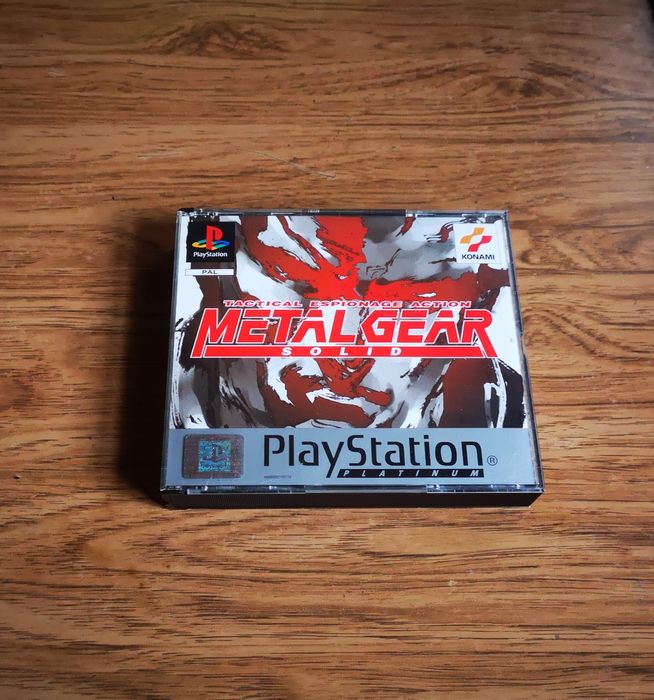 PlayStation
PAL
KONAMI
TACTICAL ESPIONAGE ACTION
METAL GEAR
SOLID
PlayStation®
PLATINUM